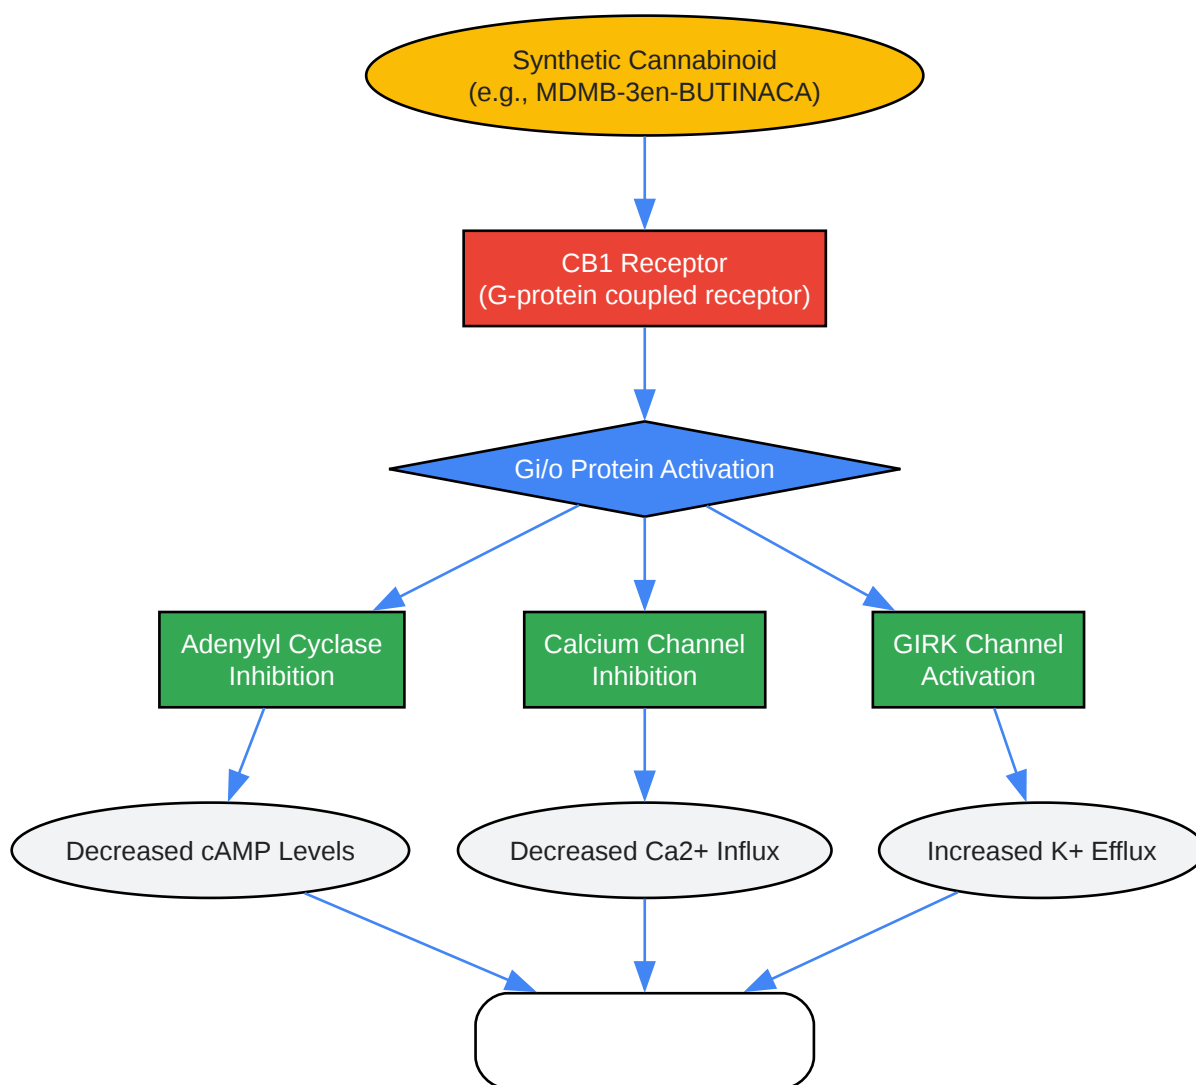 Synthetic Cannabinoid
(e.g., MDMB-3en-BUTINACA)
CB1 Receptor
(G-protein coupled receptor)
Gi/o Protein Activation
Adenylyl Cyclase
Inhibition
Calcium Channel
Inhibition
GIRK Channel
Activation
Decreased cAMP Levels
Decreased Ca2+ Influx
Increased K+ Efflux